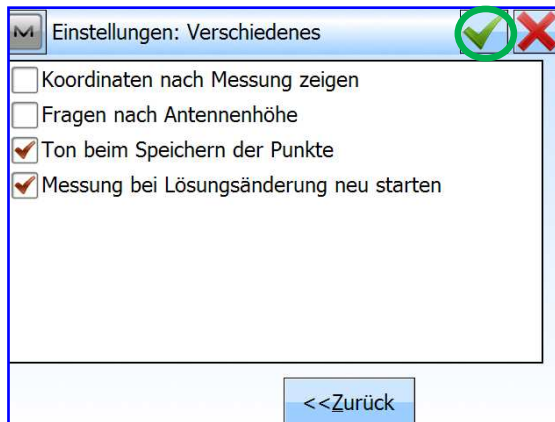 M Einstellungen: Verschiedenes
Koordinaten nach Messung zeigen
Fragen nach Antennenhöhe
Ton beim Speichern der Punkte
Messung bei Lösungsänderung neu starten
<<Zurück